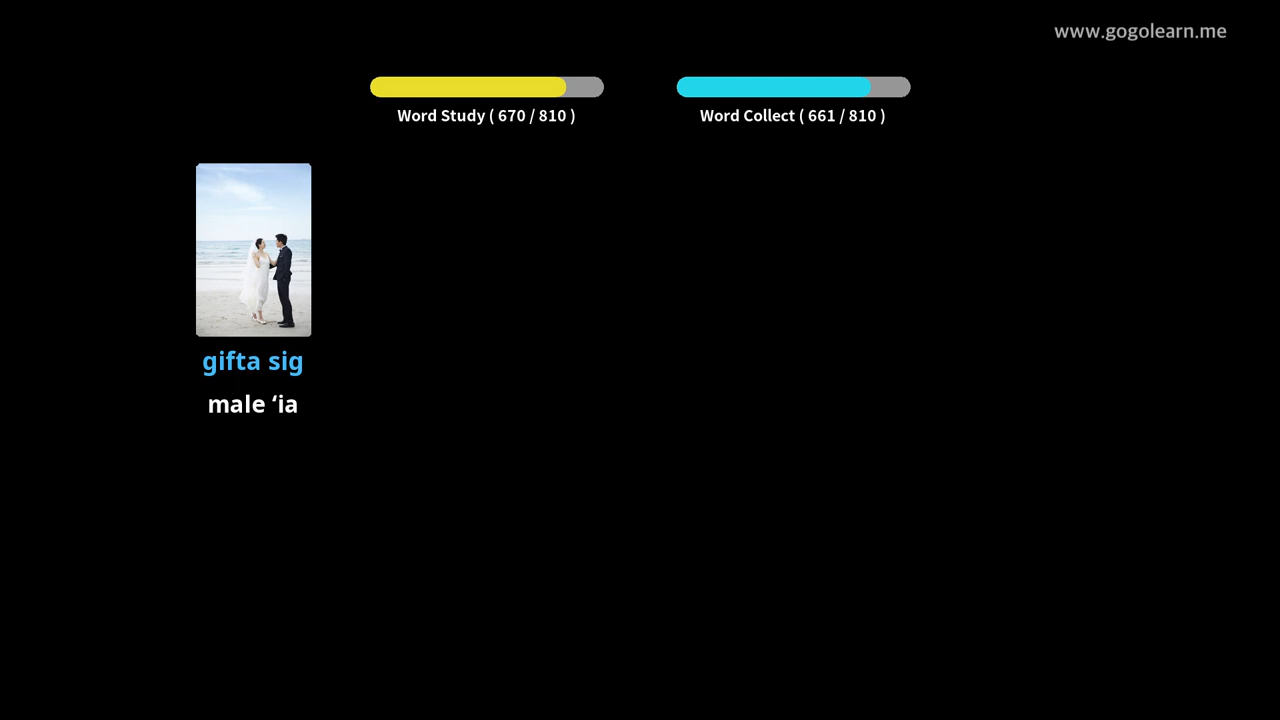 www.gogolearn.me
Word Study ( 670 / 810 )
Word Collect ( 661 / 810 )
gifta sig
male ‘ia